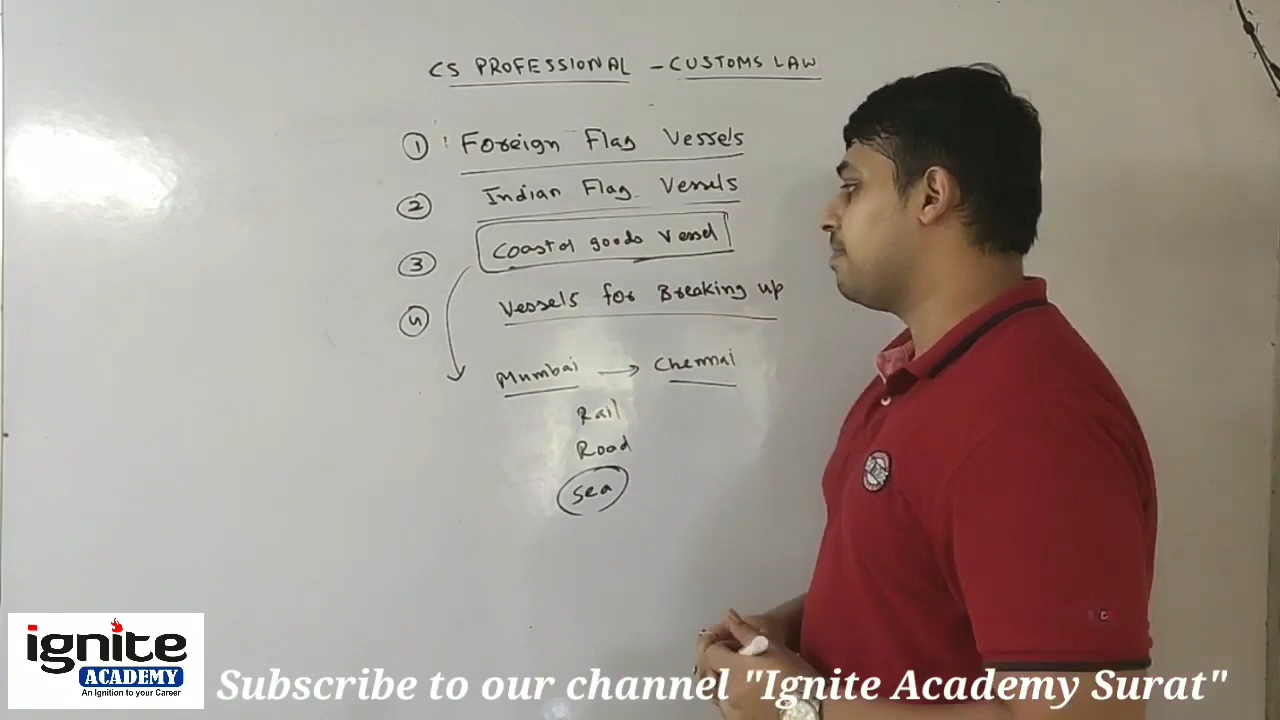 CS PROFESSIONAL - CUSTOMS LAW
① : Foreign Flag Vessels
② Indian Flag Vessels
③ Coastal goods vessel
④ Vessels for Breaking up
Mumbai → Chennai
Rail
Road
Sea
ignite
ACADEMY
An Ignition to your Career
Subscribe to our channel "Ignite Academy Surat"